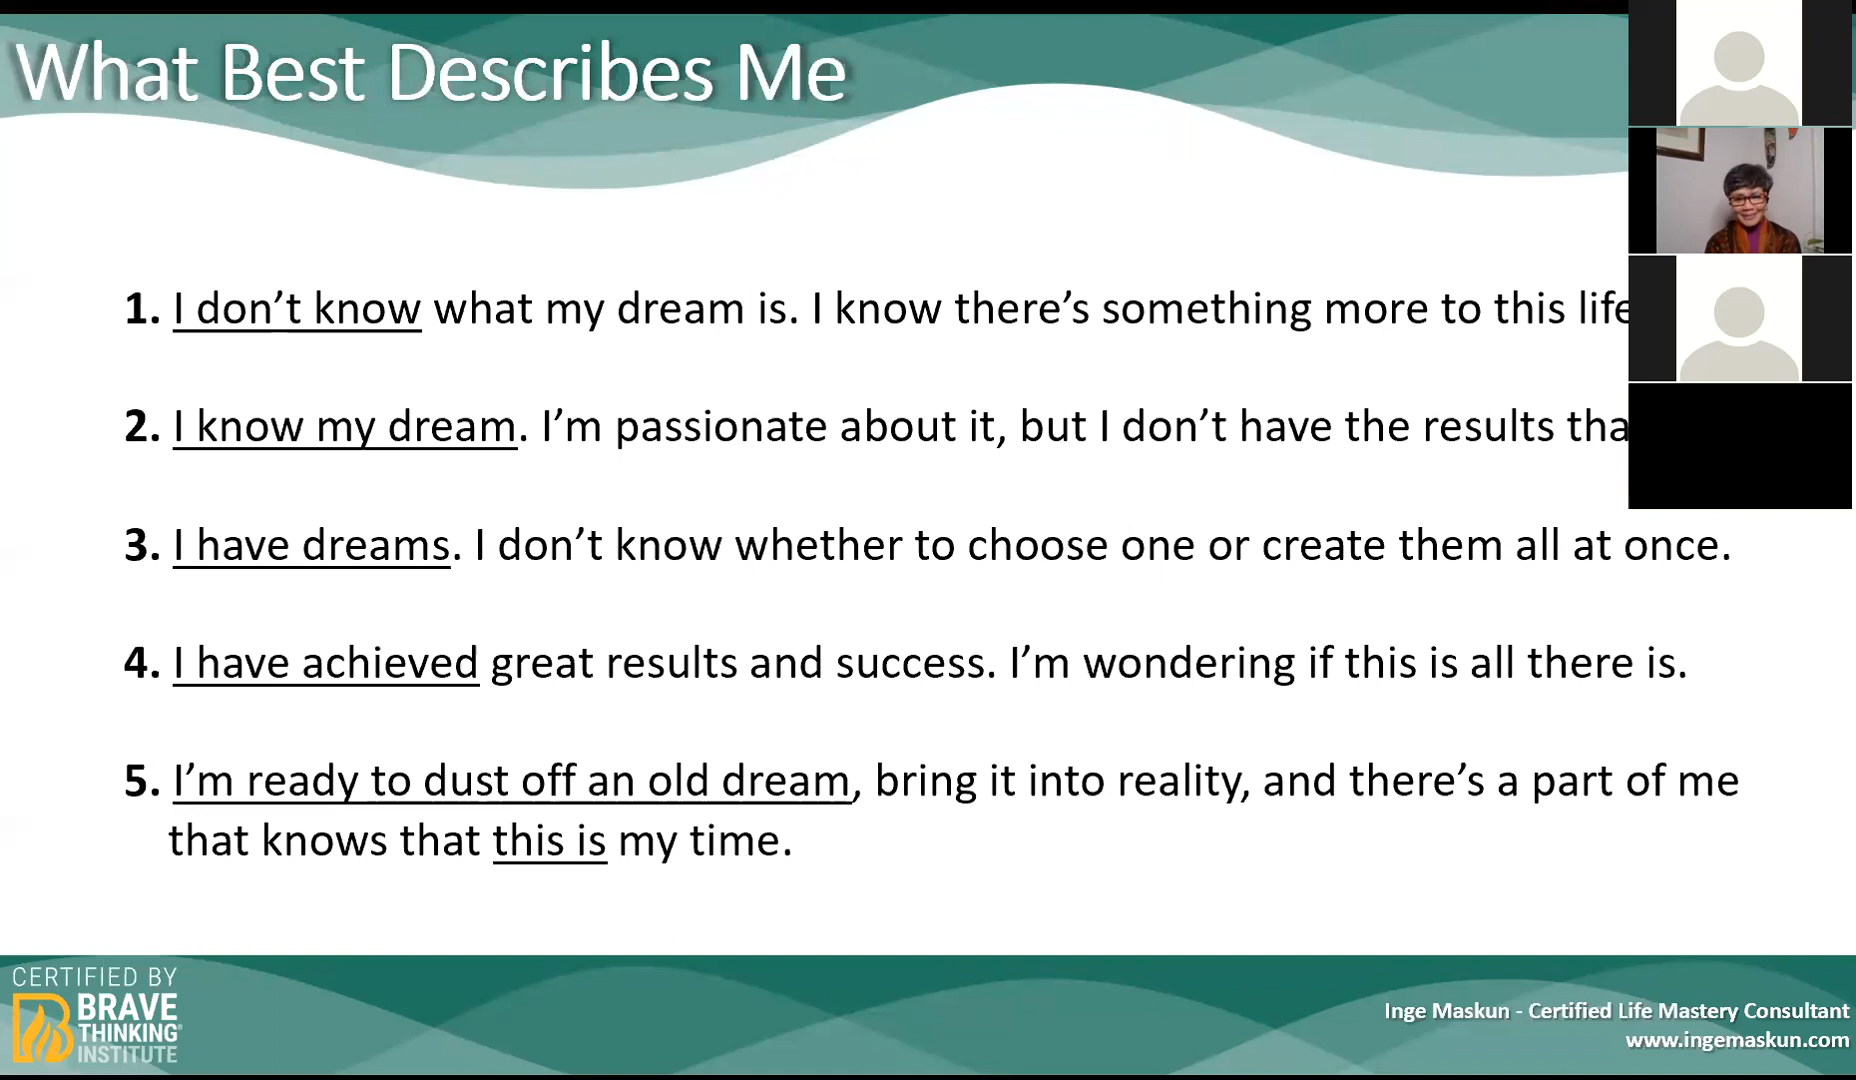 What Best Describes Me
1. I don’t know what my dream is. I know there’s something more to this life
2. I know my dream. I’m passionate about it, but I don’t have the results
3. I have dreams. I don’t know whether to choose one or create them all at once.
4. I have achieved great results and success. I’m wondering if this is all there is.
5. I’m ready to dust off an old dream, bring it into reality, and there’s a part of me
that knows that this is my time.
CERTIFIED BY
BRAVE
THINKING®
INSTITUTE
Inge Maskun - Certified Life Mastery Consultant
www.ingemaskun.com